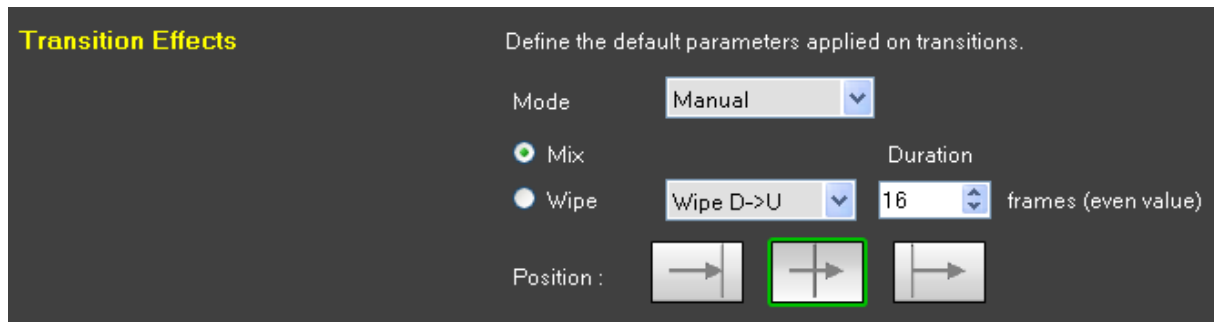 Transition Effects
Define the default parameters applied on transitions.
Mode Manual
Mix Duration
Wipe Wipe D->U 16 frames (even value)
Position :